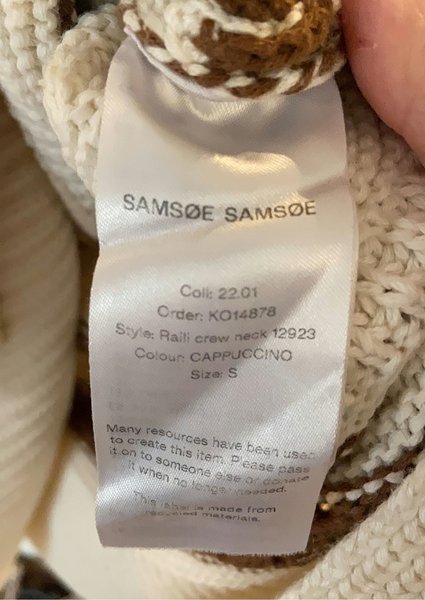 SAMSØE SAMSØE
Coll: 22.01
Order: KO14878
Style: Raili crew neck 12923
Colour: CAPPUCCINO
Size: S
Many resources have been used
to create this item. Please pass
it on to someone else or donate
it when no longer needed.
This label is made from
recycled materials.